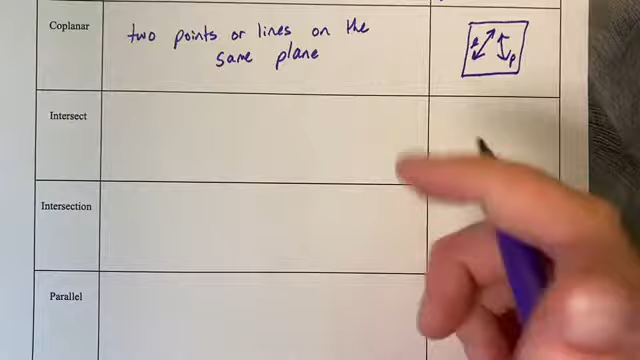 Coplanar
two points or lines on the
same plane
l
p
Intersect
Intersection
Parallel